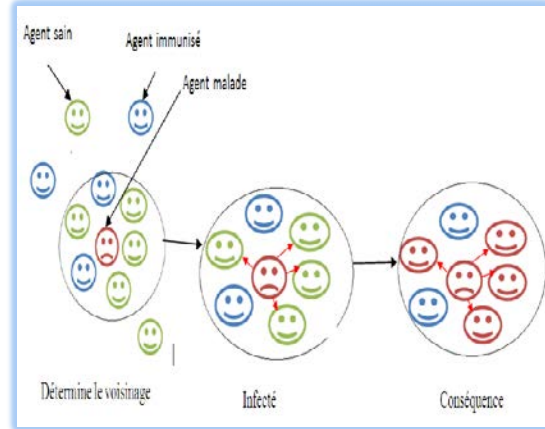 Agent sain
Agent immunisé
Agent malade
Détermine le voisinage
Infecté
Conséquence